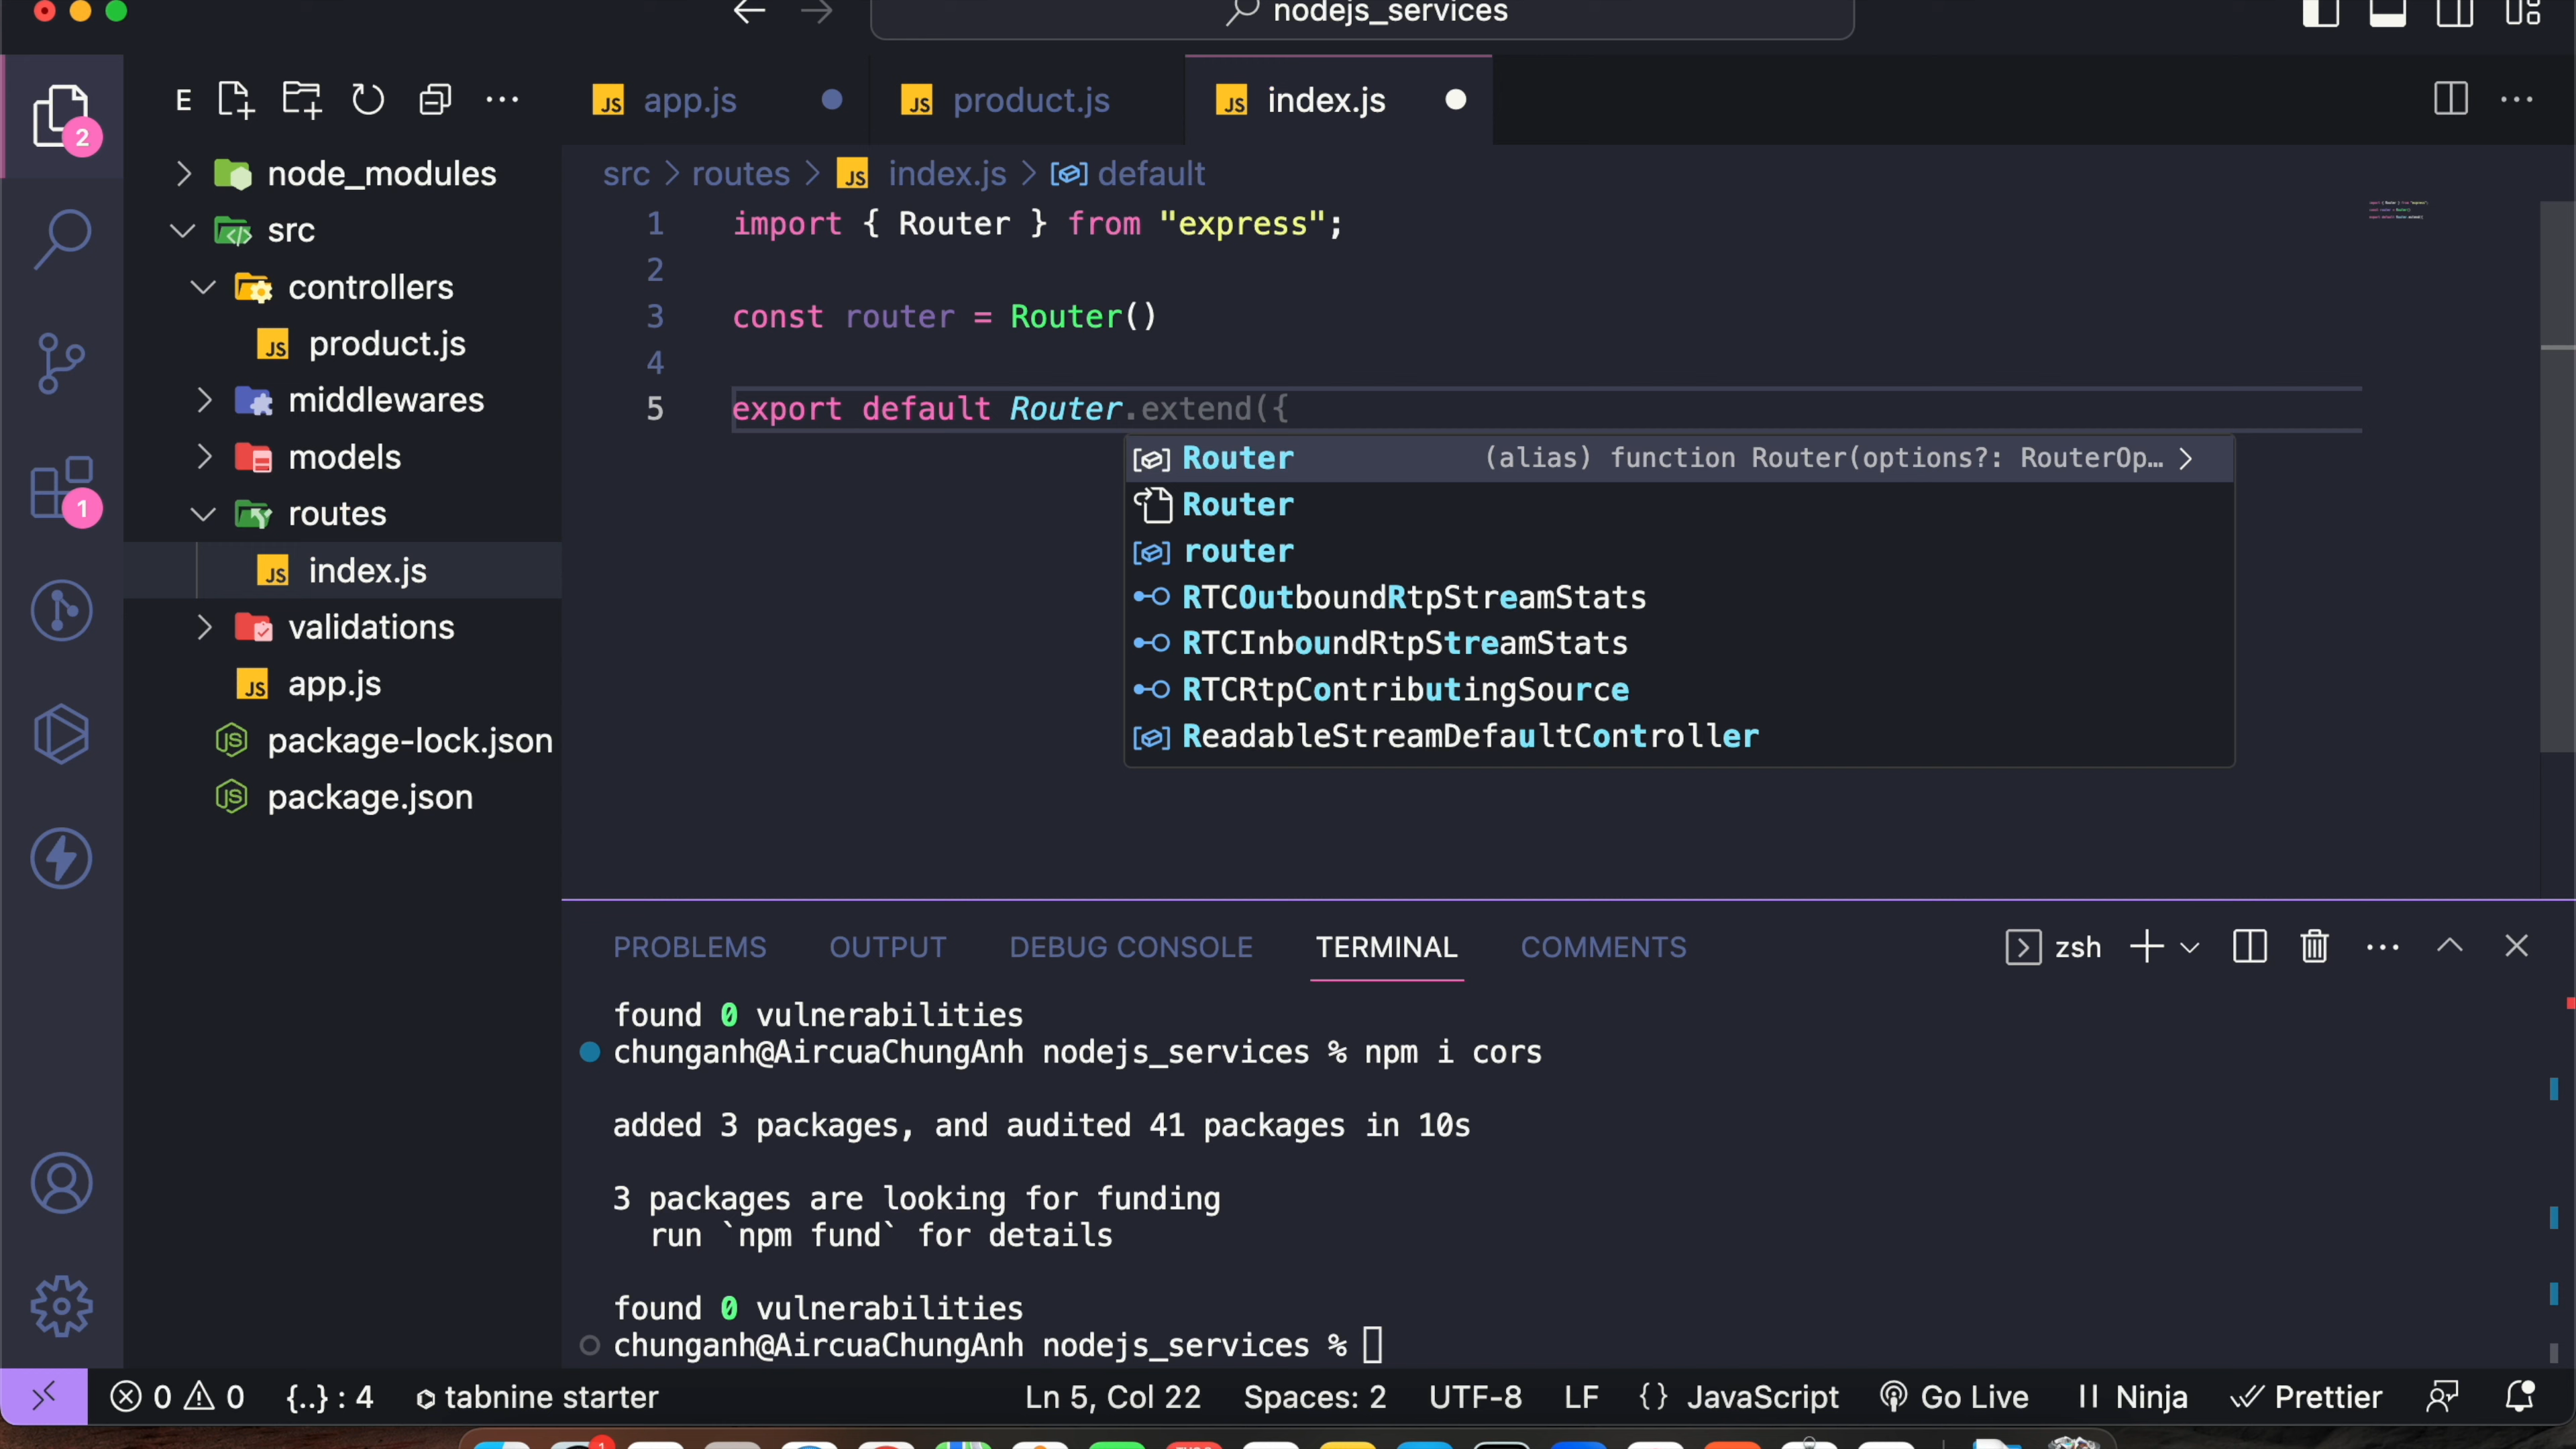 nodejs_services
E
app.js
product.js
index.js
2
node_modules
src
controllers
product.js
middlewares
models
routes
index.js
validations
app.js
package-lock.json
package.json
1
src > routes > JS index.js > default
1 import { Router } from "express";
2
3 const router = Router()
4
5 export default Router.extend({
Router (alias) function Router(options?: RouterOp…
Router
router
RTCOutboundRtpStreamStats
RTCInboundRtpStreamStats
RTCRtpContributingSource
ReadableStreamDefaultController
PROBLEMS OUTPUT DEBUG CONSOLE TERMINAL COMMENTS zsh
found 0 vulnerabilities
chunganh@AircuaChungAnh nodejs_services % npm i cors
added 3 packages, and audited 41 packages in 10s
3 packages are looking for funding
run `npm fund` for details
found 0 vulnerabilities
chunganh@AircuaChungAnh nodejs_services %
0 0 {..} : 4 tabnine starter Ln 5, Col 22 Spaces: 2 UTF-8 LF {} JavaScript Go Live Ninja Prettier